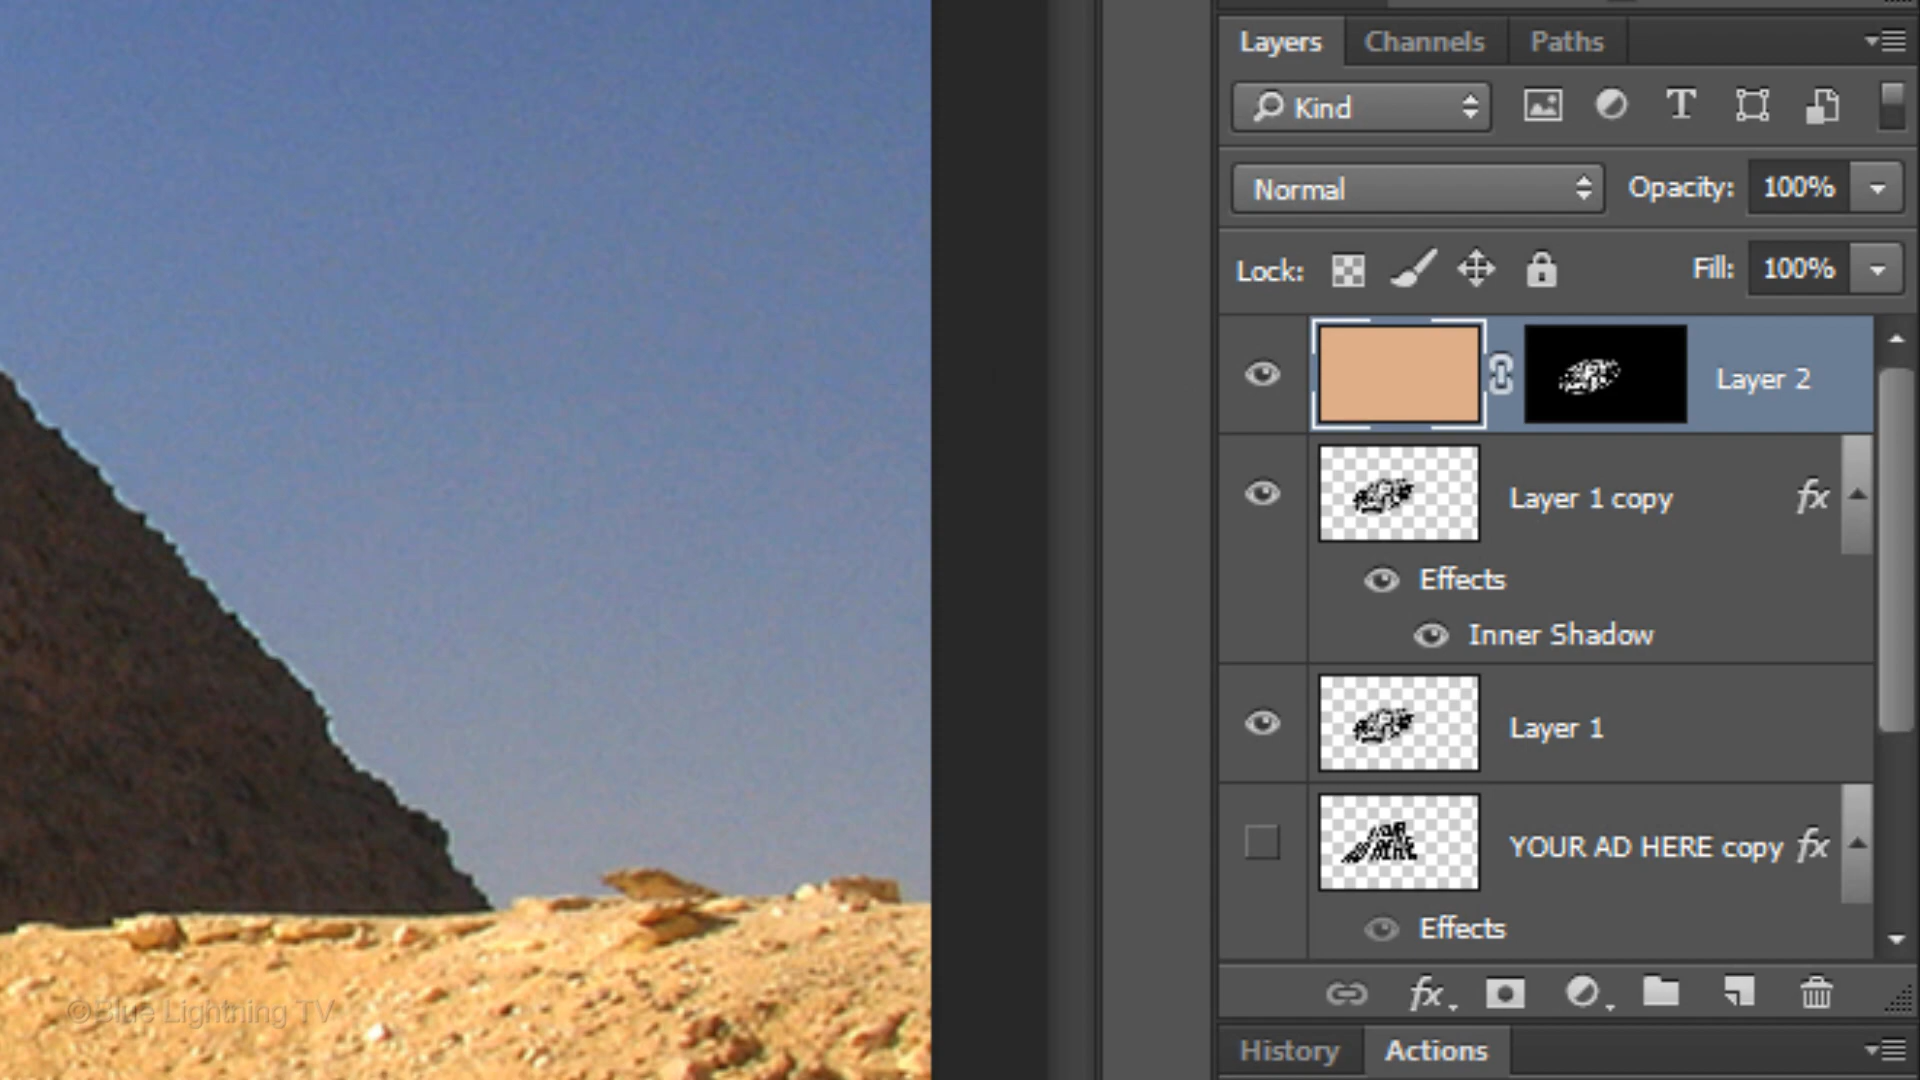 Layers Channels Paths
Kind
Normal Opacity: 100%
Lock: Fill: 100%
Layer 2
Layer 1 copy fx
Effects
Inner Shadow
Layer 1
YOUR AD HERE copy fx
Effects
fx
©Blue Lightning TV
History Actions